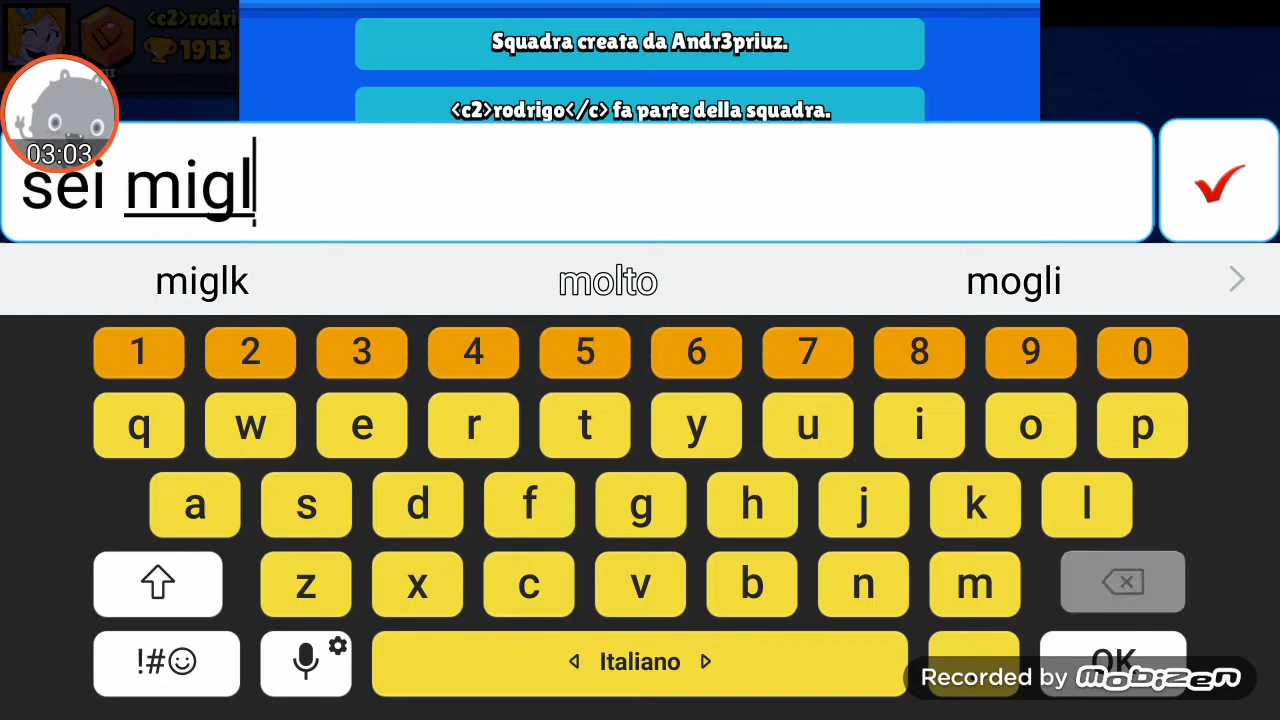 <c2>rodri
1913
Squadra creata da Andr3priuz.
<c2>rodrigo</c> fa parte della squadra.
03:03
sei migl
miglk molto mogli
1 2 3 4 5 6 7 8 9 0
q w e r t y u i o p
a s d f g h j k l
z x c v b n m
!#☺ Italiano OK
Recorded by mobizen